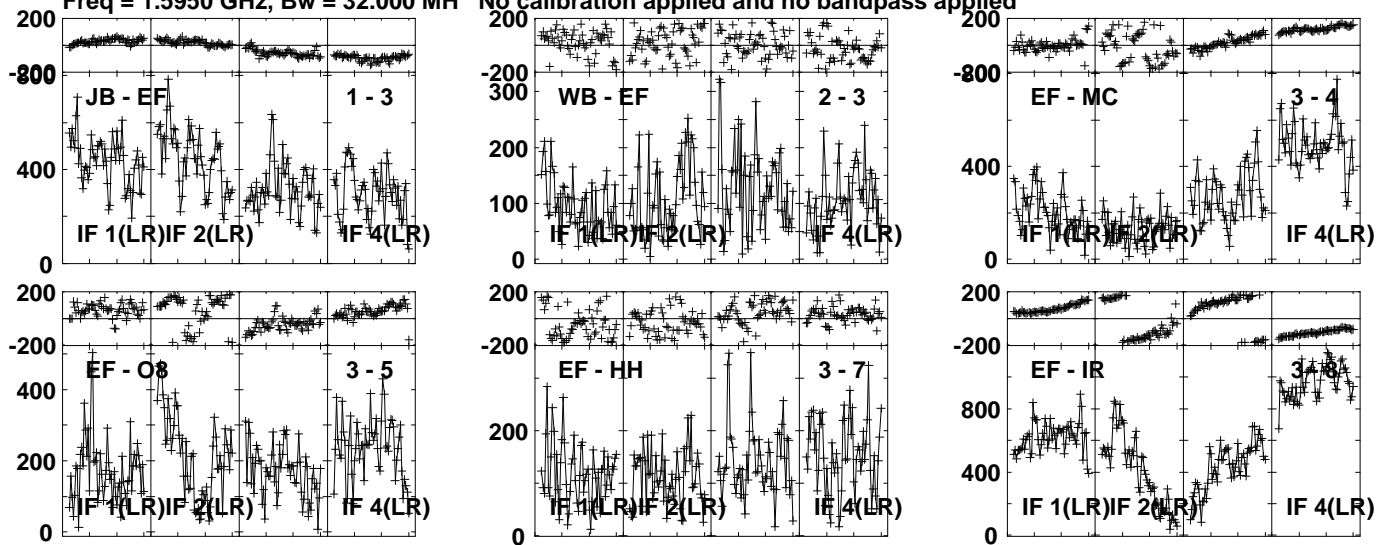 Freq = 1.5950 GHz, Bw = 32.000 MH No calibration applied and no bandpass applied
200
-200
800
400
0
JB - EF
1 - 3
IF 1(LR)
IF 2(LR)
IF 4(LR)
200
-200
300
200
100
0
WB - EF
2 - 3
IF 1(LR)
IF 2(LR)
IF 4(LR)
200
-200
800
400
0
EF - MC
3 - 4
IF 1(LR)
IF 2(LR)
IF 4(LR)
200
-200
400
200
0
EF - O8
3 - 5
IF 1(LR)
IF 2(LR)
IF 4(LR)
200
-200
200
0
EF - HH
3 - 7
IF 1(LR)
IF 2(LR)
IF 4(LR)
200
-200
800
400
0
EF - IR
3 - 8
IF 1(LR)
IF 2(LR)
IF 4(LR)